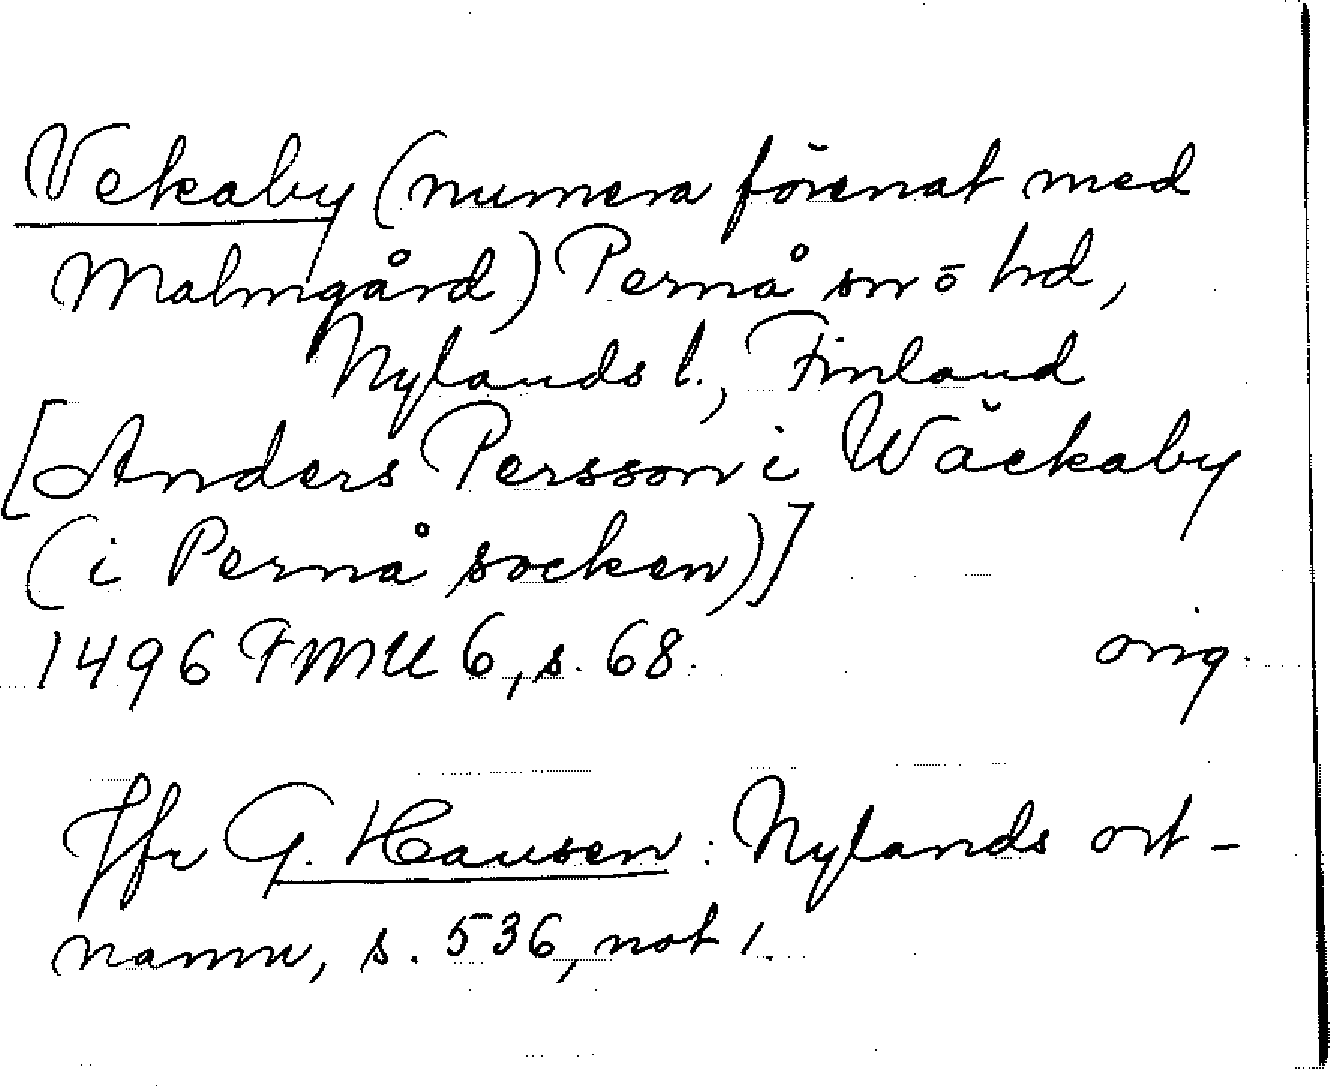 Vekaby (numera förenat med
Malmgård) Pernå sn o hd,
Nylands l., Finland
[Anders Persson i Wäckaby
(i Pernå socken)]
1496 FMU 6, s. 68. orig.
Jfr G. Hausen: Nylands ort-
namn, s. 536, not 1.